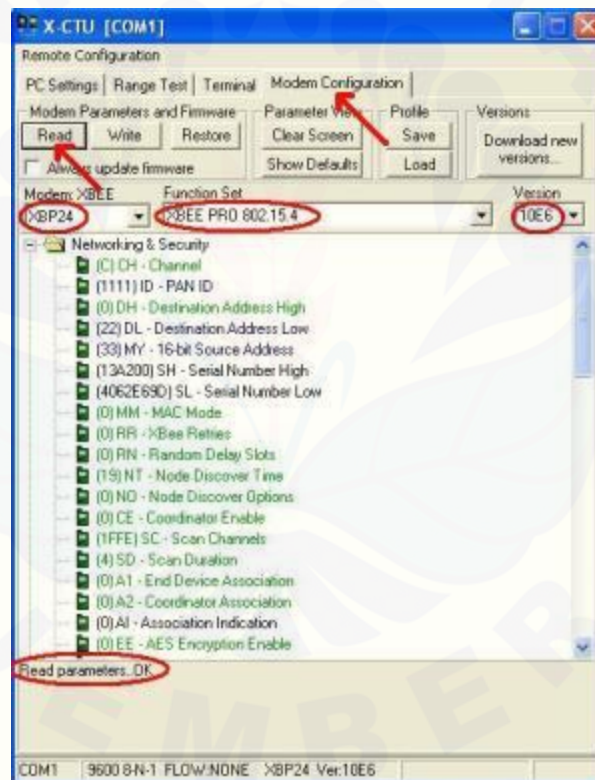 X-CTU [COM1]
Remote Configuration
PC Settings Range Test Terminal Modem Configuration
Modem Parameters and Firmware Parameter View Profile Versions
Read Write Restore Clear Screen Save Download new versions...
Always update firmware Show Defaults Load
Modem: XBEE Function Set Version
XBP24 XBEE PRO 802.15.4 10E6
Networking & Security
(C) CH - Channel
(1111) ID - PAN ID
(0) DH - Destination Address High
(22) DL - Destination Address Low
(33) MY - 16-bit Source Address
(13A200) SH - Serial Number High
(4062E69D) SL - Serial Number Low
(0) MM - MAC Mode
(0) RR - XBee Retries
(0) RN - Random Delay Slots
(19) NT - Node Discover Time
(0) NO - Node Discover Options
(0) CE - Coordinator Enable
(1FFE) SC - Scan Channels
(4) SD - Scan Duration
(0) A1 - End Device Association
(0) A2 - Coordinator Association
(0) AI - Association Indication
(0) EE - AES Encryption Enable
Read parameters..OK
COM1 9600 8-N-1 FLOW:NONE XBP24 Ver:10E6